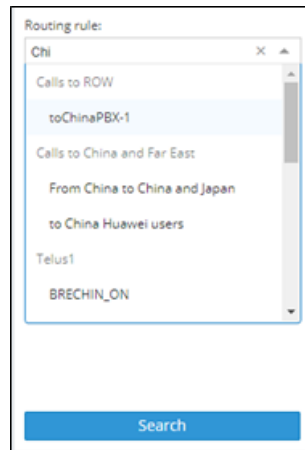 Routing rule:
Chi
Calls to ROW
toChinaPBX-1
Calls to China and Far East
From China to China and Japan
to China Huawei users
Telus1
BRECHIN_ON
Search